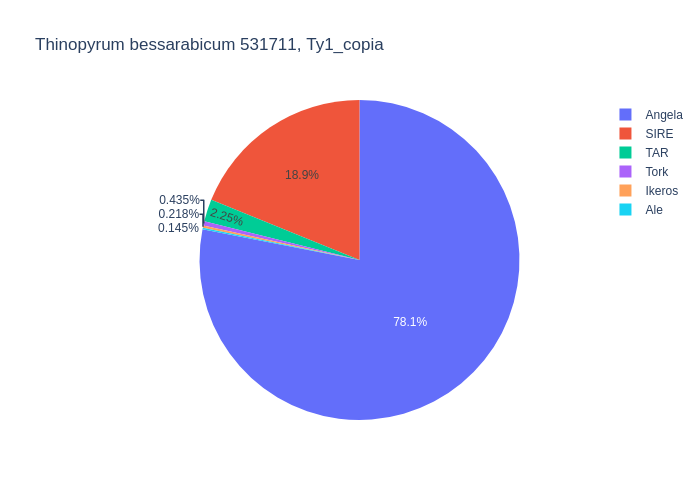 Thinopyrum bessarabicum 531711, Ty1_copia
Angela
SIRE
TAR
Tork
Ikeros
Ale
18.9%
0.435%
0.218%
0.145%
2.25%
78.1%